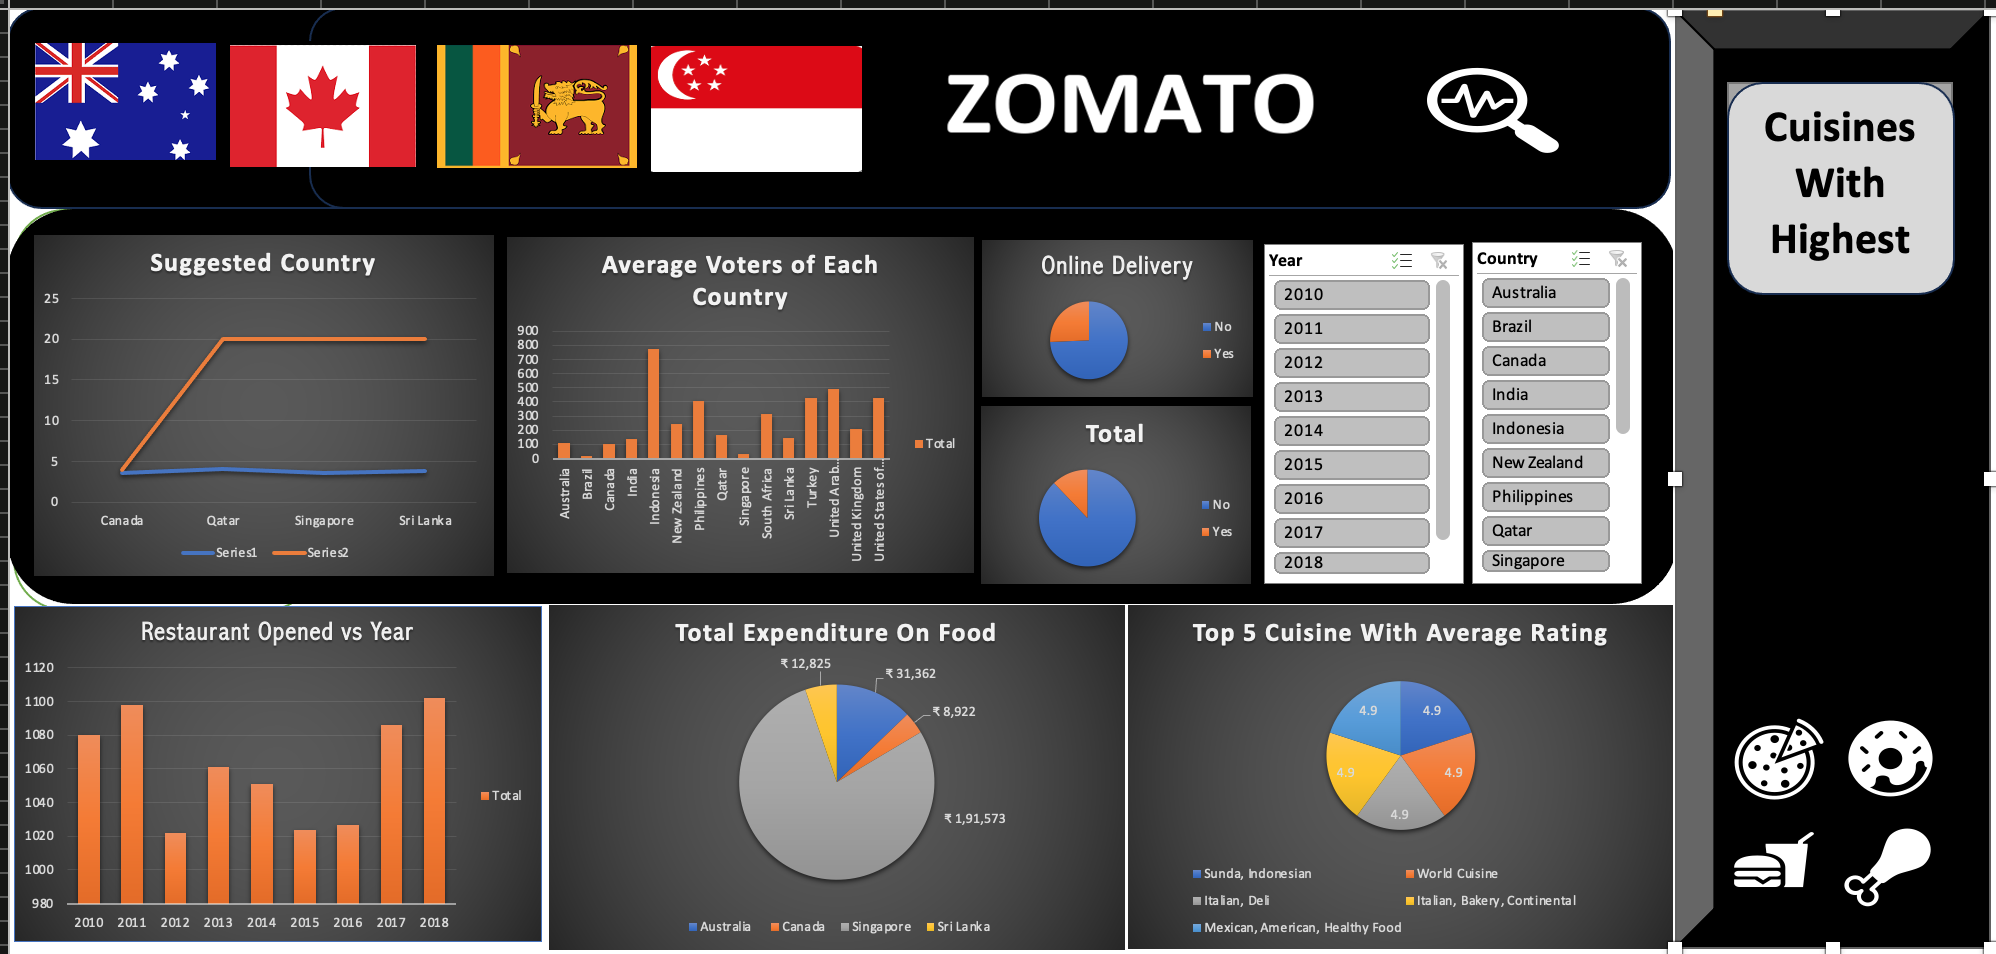 ZOMATO
Cuisines
With
Highest
Suggested Country
25
20
15
10
5
0
Canada
Qatar
Singapore
Sri Lanka
Series1
Series2
Average Voters of Each
Country
900
800
700
600
500
400
300
200
100
0
Australia
Brazil
Canada
India
Indonesia
New Zealand
Philippines
Qatar
Singapore
South Africa
Sri Lanka
Turkey
United Arab...
United Kingdom
United States of...
Total
Online Delivery
No
Yes
Total
No
Yes
Year
2010
2011
2012
2013
2014
2015
2016
2017
2018
Country
Australia
Brazil
Canada
India
Indonesia
New Zealand
Philippines
Qatar
Singapore
Restaurant Opened vs Year
1120
1100
1080
1060
1040
1020
1000
980
2010
2011
2012
2013
2014
2015
2016
2017
2018
Total
Total Expenditure On Food
₹ 12,825
₹ 31,362
₹ 8,922
₹ 1,91,573
Australia
Canada
Singapore
Sri Lanka
Top 5 Cuisine With Average Rating
4.9
4.9
4.9
4.9
4.9
Sunda, Indonesian
World Cuisine
Italian, Deli
Italian, Bakery, Continental
Mexican, American, Healthy Food